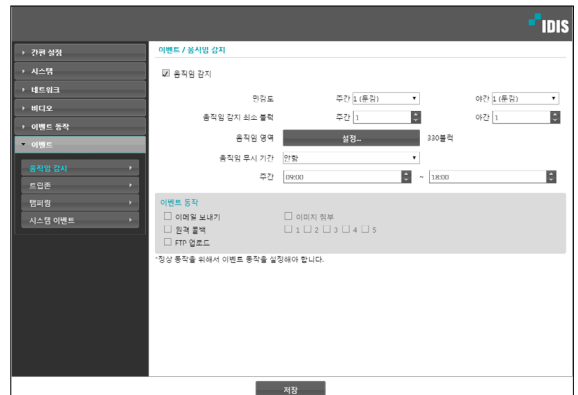 IDIS
간편 설정
시스템
네트워크
비디오
이벤트 동작
이벤트
움직임 감지
트립존
탬퍼링
시스템 이벤트
이벤트 / 움직임 감지
움직임 감지
민감도 주간 1 (둔감) 야간 1 (둔감)
움직임 감지 최소 블럭 주간 1 야간 1
움직임 영역 설정... 330블럭
움직임 무시 기간 안함
주간 09:00 ~ 18:00
이벤트 동작
이메일 보내기 이미지 첨부
원격 콜백 1 2 3 4 5
FTP 업로드
*정상 동작을 위해서 이벤트 동작을 설정해야 합니다.
저장